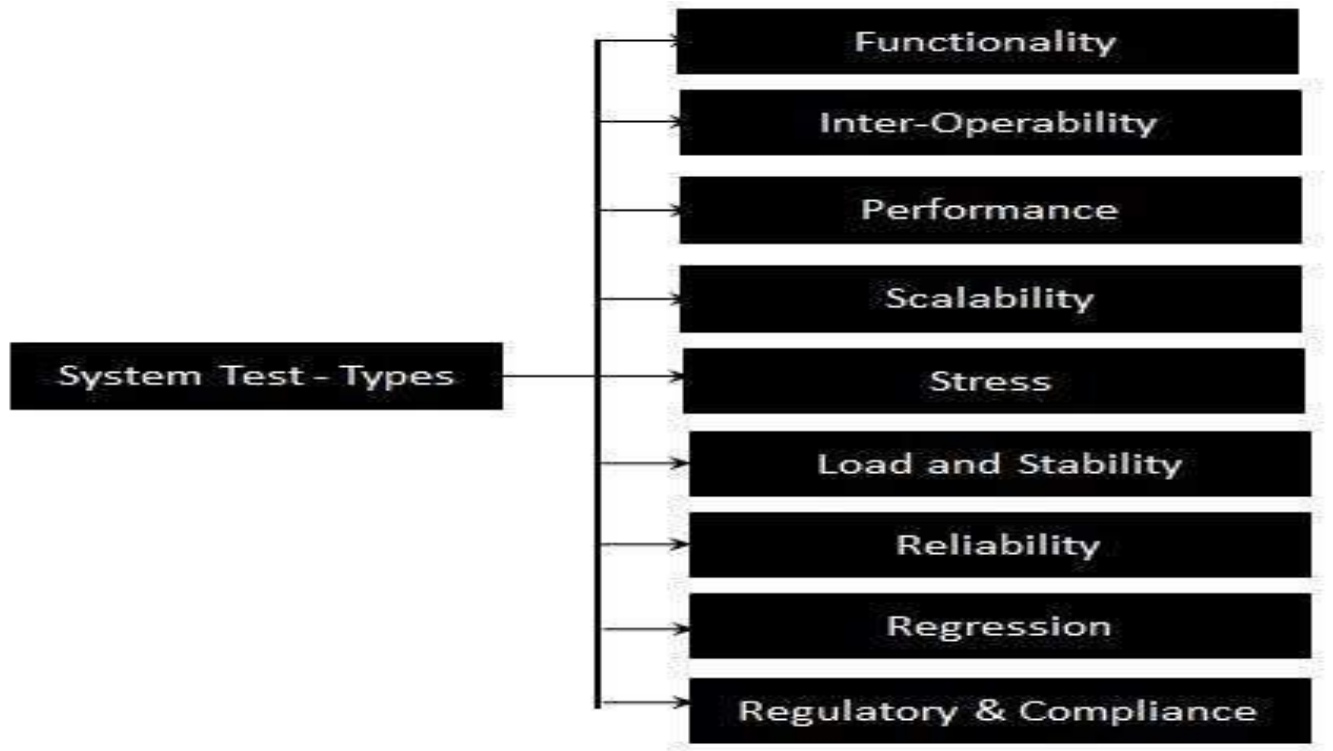 Functionality
Inter-Operability
Performance
Scalability
System Test - Types
Stress
Load and Stability
Reliability
Regression
Regulatory & Compliance